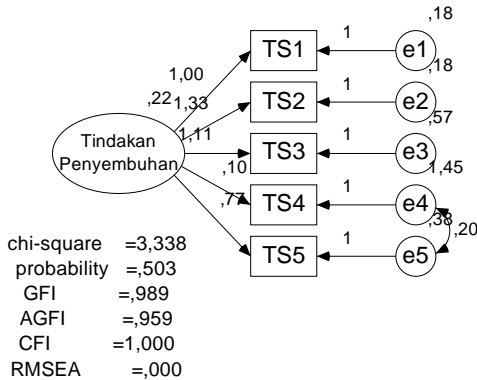 ,18
1
TS1
e1
1,00
,18
,22
1,33
1
TS2
e2
,57
1,11
1
Tindakan
Penyembuhan
TS3
e3
,10
1,45
1
,77
TS4
e4
,38
,20
1
TS5
e5
chi-square =3,338
probability =,503
GFI =,989
AGFI =,959
CFI =1,000
RMSEA =,000